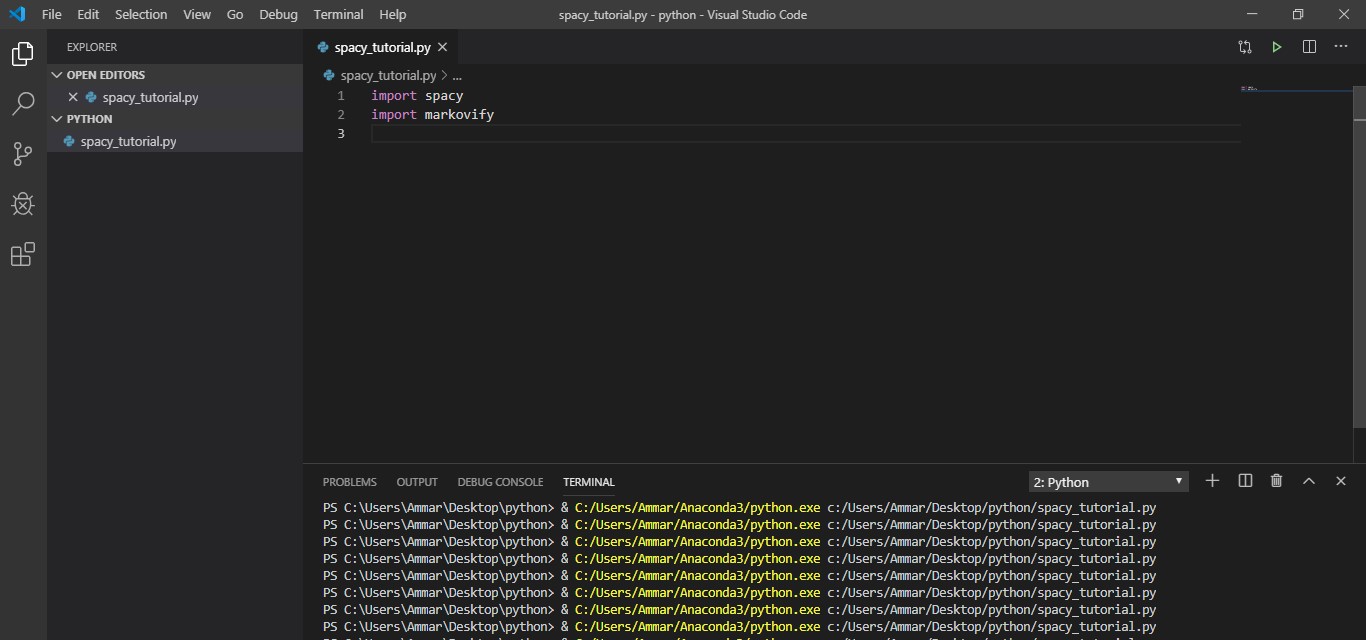 File Edit Selection View Go Debug Terminal Help spacy_tutorial.py - python - Visual Studio Code
EXPLORER
OPEN EDITORS
spacy_tutorial.py
PYTHON
spacy_tutorial.py
spacy_tutorial.py
spacy_tutorial.py > ...
1 import spacy
2 import markovify
3
PROBLEMS OUTPUT DEBUG CONSOLE TERMINAL 2: Python
PS C:\Users\Ammar\Desktop\python> & C:/Users/Ammar/Anaconda3/python.exe c:/Users/Ammar/Desktop/python/spacy_tutorial.py
PS C:\Users\Ammar\Desktop\python> & C:/Users/Ammar/Anaconda3/python.exe c:/Users/Ammar/Desktop/python/spacy_tutorial.py
PS C:\Users\Ammar\Desktop\python> & C:/Users/Ammar/Anaconda3/python.exe c:/Users/Ammar/Desktop/python/spacy_tutorial.py
PS C:\Users\Ammar\Desktop\python> & C:/Users/Ammar/Anaconda3/python.exe c:/Users/Ammar/Desktop/python/spacy_tutorial.py
PS C:\Users\Ammar\Desktop\python> & C:/Users/Ammar/Anaconda3/python.exe c:/Users/Ammar/Desktop/python/spacy_tutorial.py
PS C:\Users\Ammar\Desktop\python> & C:/Users/Ammar/Anaconda3/python.exe c:/Users/Ammar/Desktop/python/spacy_tutorial.py
PS C:\Users\Ammar\Desktop\python> & C:/Users/Ammar/Anaconda3/python.exe c:/Users/Ammar/Desktop/python/spacy_tutorial.py
PS C:\Users\Ammar\Desktop\python> & C:/Users/Ammar/Anaconda3/python.exe c:/Users/Ammar/Desktop/python/spacy_tutorial.py